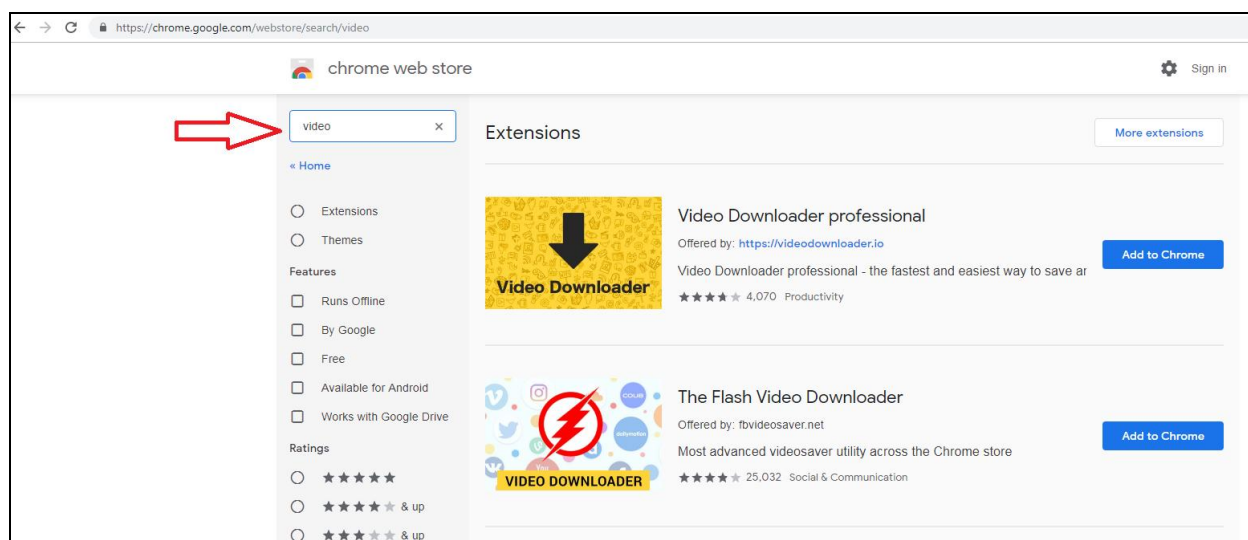 https://chrome.google.com/webstore/search/video
chrome web store
Sign in
video
×
« Home
Extensions
Themes
Features
Runs Offline
By Google
Free
Available for Android
Works with Google Drive
Ratings
& up
& up
Extensions
More extensions
Video Downloader
Video Downloader professional
Offered by: https://videodownloader.io
Video Downloader professional - the fastest and easiest way to save ar
4,070 Productivity
Add to Chrome
VIDEO DOWNLOADER
The Flash Video Downloader
Offered by: fbvideosaver.net
Most advanced videosaver utility across the Chrome store
25,032 Social & Communication
Add to Chrome